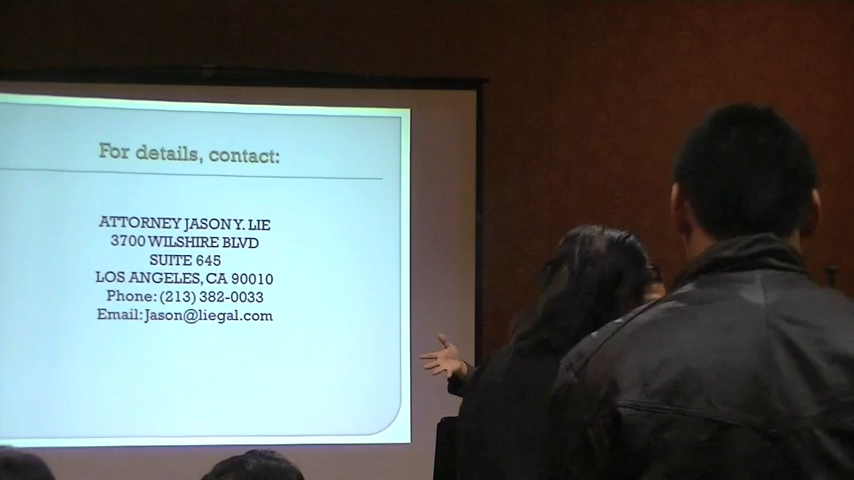 For details, contact:
ATTORNEY JASON Y. LIE
3700 WILSHIRE BLVD
SUITE 645
LOS ANGELES, CA 90010
Phone: (213) 382-0033
Email: Jason@liegal.com